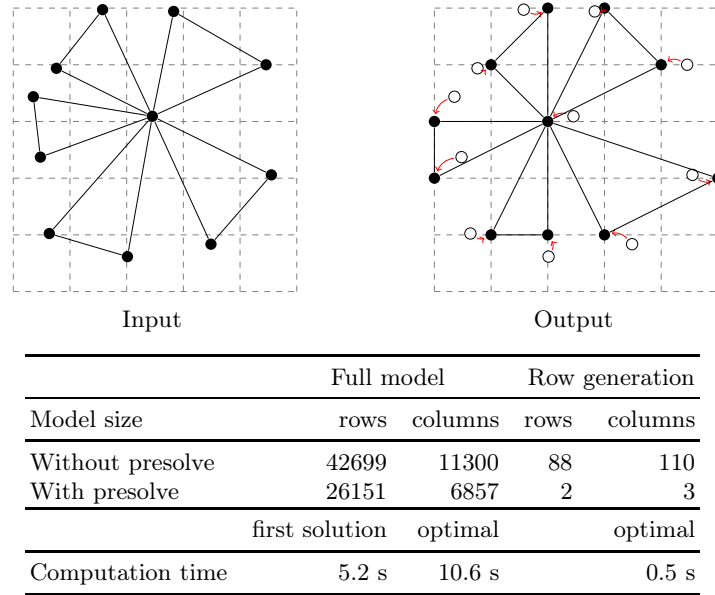 Input Output
Full model Row generation
Model size rows columns rows columns
Without presolve 42699 11300 88 110
With presolve 26151 6857 2 3
first solution optimal optimal
Computation time 5.2 s 10.6 s 0.5 s